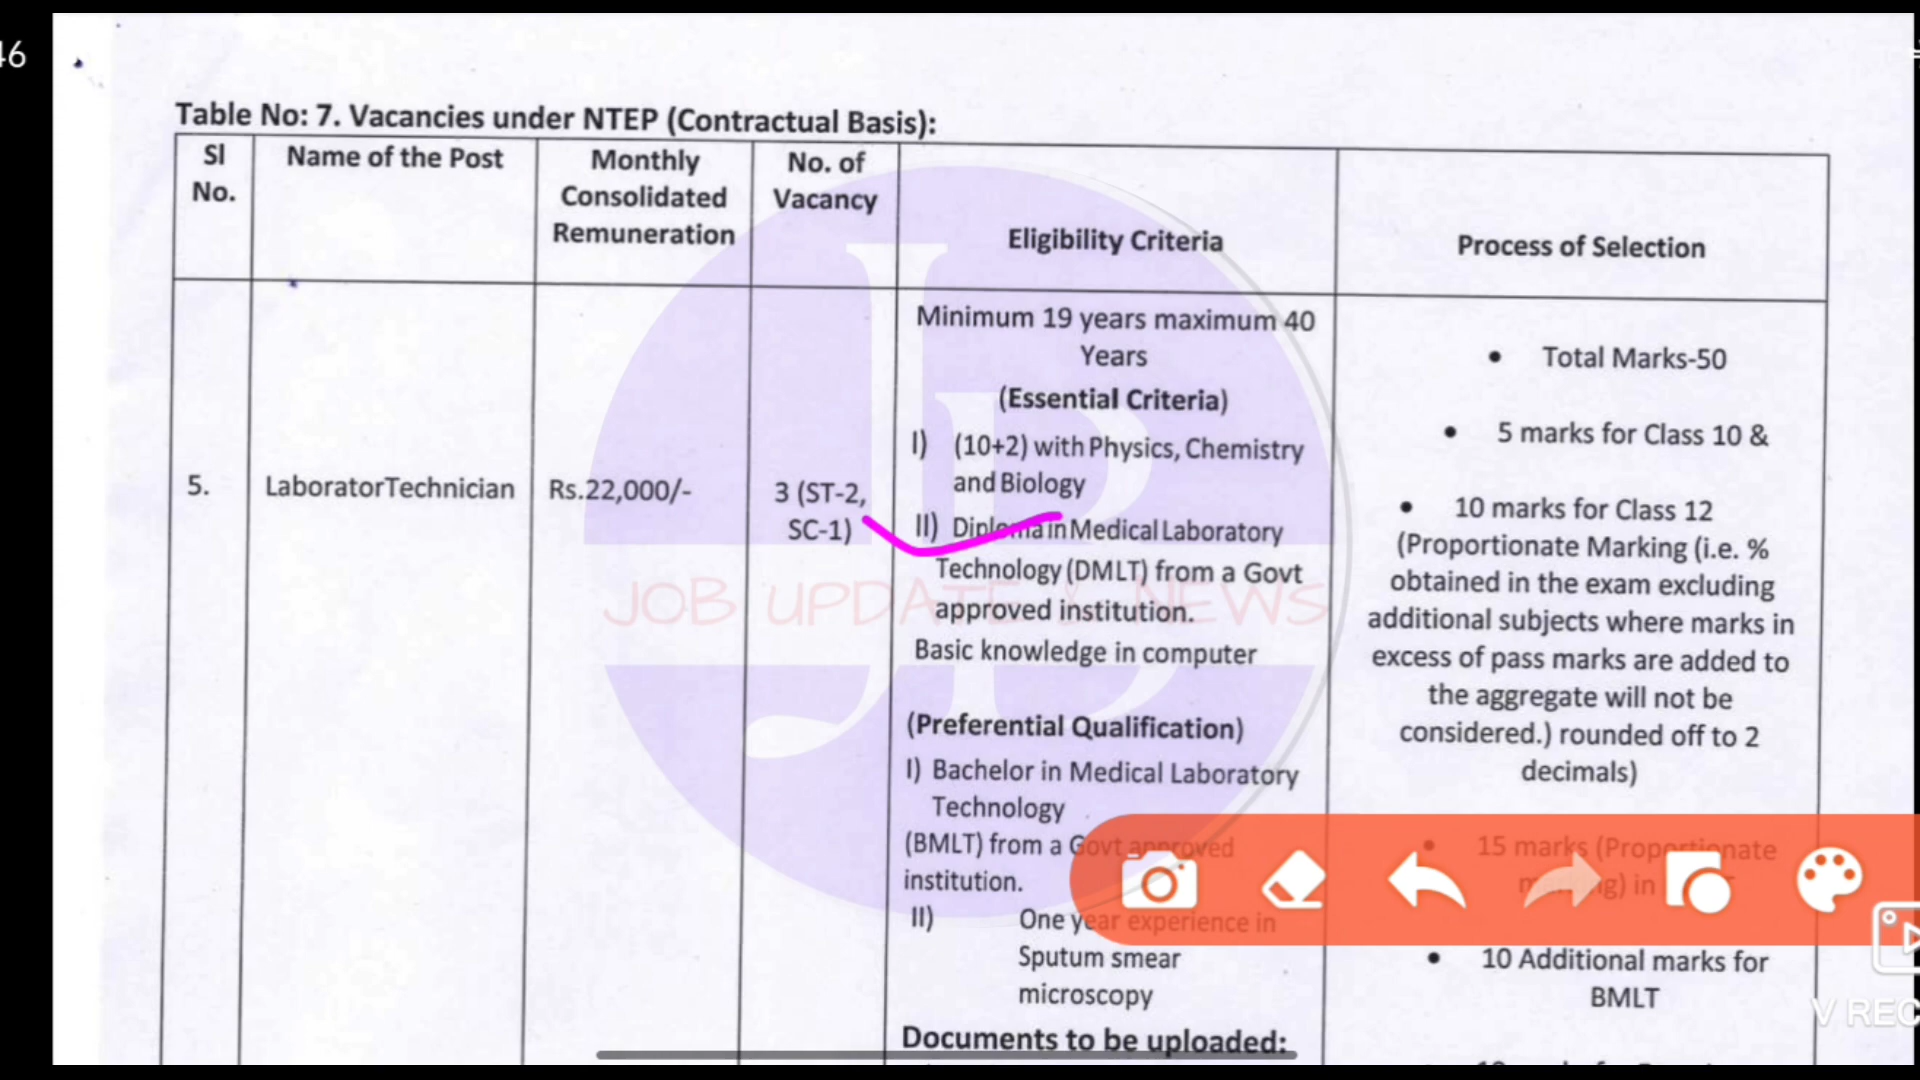 46
Table No: 7. Vacancies under NTEP (Contractual Basis):
Sl
No.
Name of the Post
Monthly
Consolidated
Remuneration
No. of
Vacancy
Eligibility Criteria
Process of Selection
5.
LaboratorTechnician
Rs.22,000/-
3 (ST-2,
SC-1)
Minimum 19 years maximum 40
Years
(Essential Criteria)
I) (10+2) with Physics, Chemistry
and Biology
II) Diploma in Medical Laboratory
Technology (DMLT) from a Govt
approved institution.
Basic knowledge in computer
(Preferential Qualification)
I) Bachelor in Medical Laboratory
Technology
(BMLT) from a Govt approved
institution.
II) One year experience in
Sputum smear
microscopy
Documents to be uploaded:
• Total Marks-50
• 5 marks for Class 10 &
• 10 marks for Class 12
(Proportionate Marking (i.e. %
obtained in the exam excluding
additional subjects where marks in
excess of pass marks are added to
the aggregate will not be
considered.) rounded off to 2
decimals)
• 15 marks (Proportionate
in
• 10 Additional marks for
BMLT
JOB UPDATE NEWS
V REC